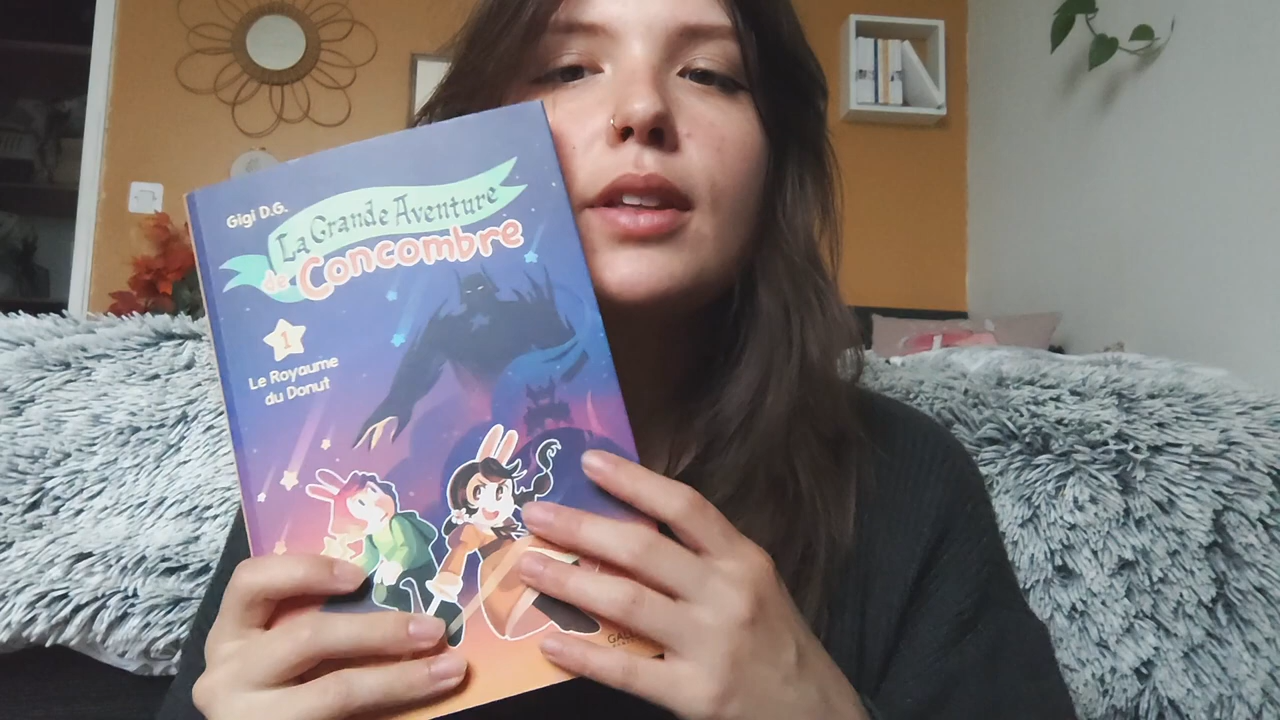 Gigi D.G.
La Grande Aventure
de Concombre
1
Le Royaume
du Donut